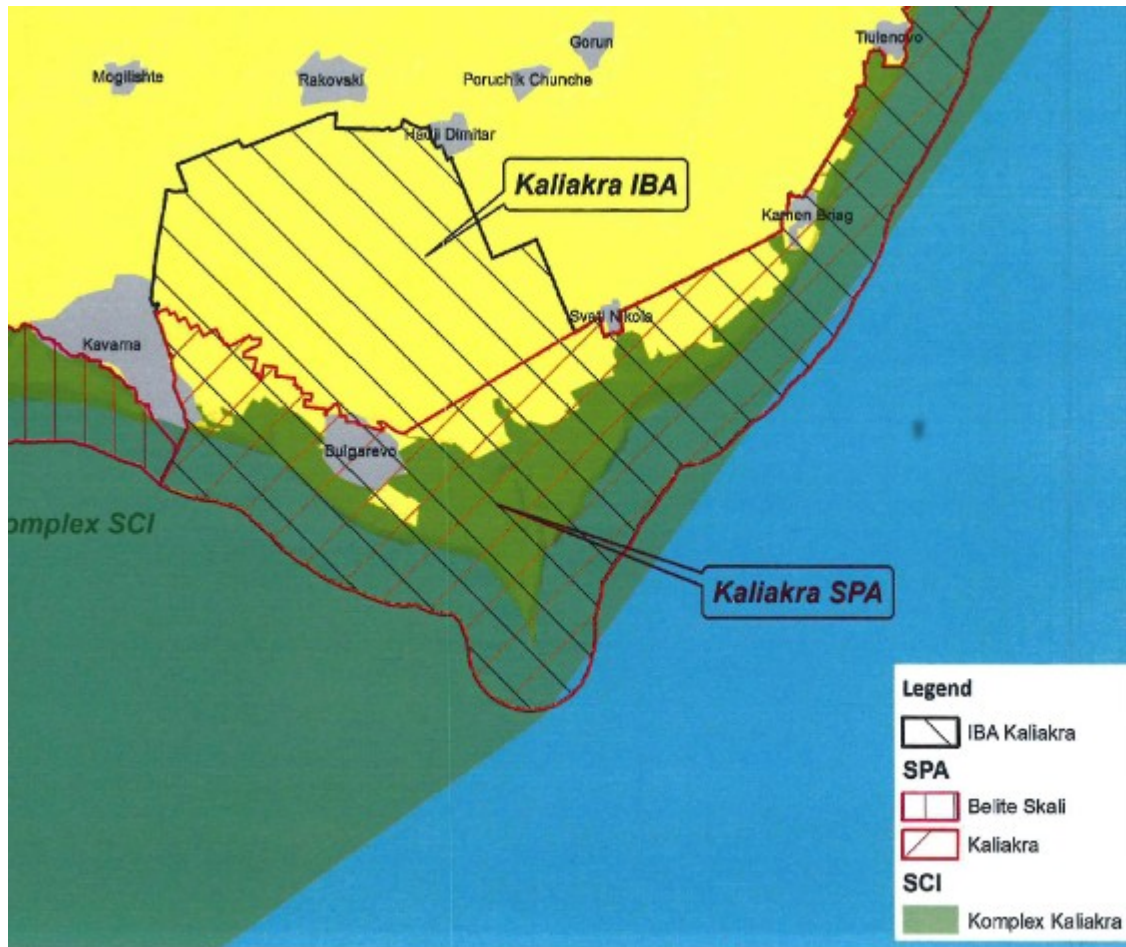 Gorun
Tiulenovo
Mogilishte
Rakovski
Poruchik Chunche
Hadji Dimitar
Kaliakra IBA
Kamen Briag
Sveti Nikola
Kavarna
Bulgarevo
omplex SCI
Kaliakra SPA
Legend
IBA Kaliakra
SPA
Belite Skali
Kaliakra
SCI
Komplex Kaliakra